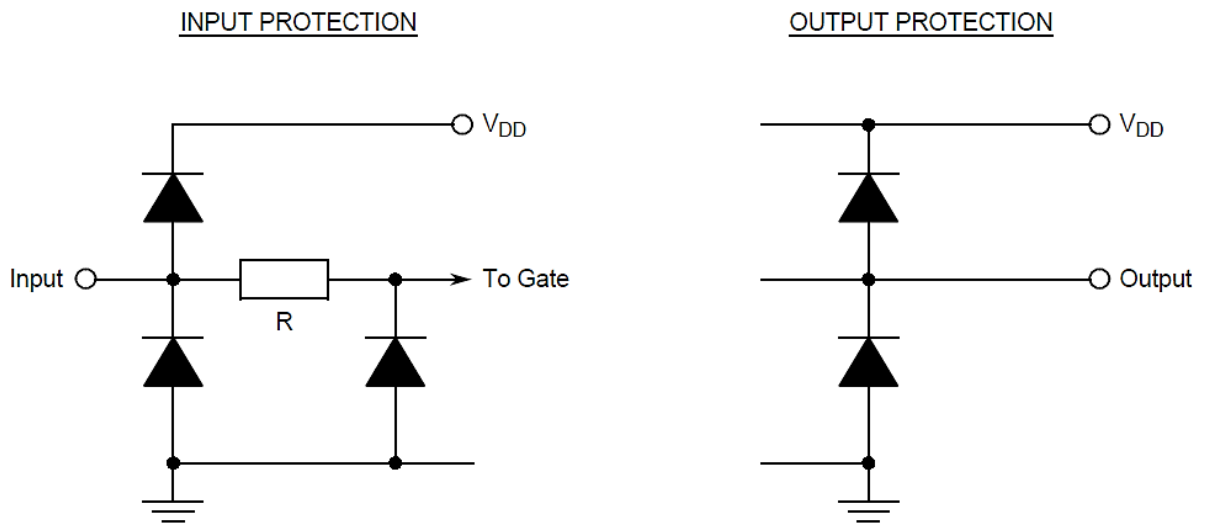 INPUT PROTECTION
OUTPUT PROTECTION
VDD
VDD
Input
To Gate
Output
R